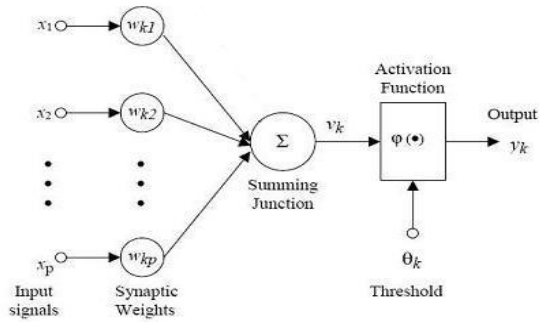 x1
wk1
x2
wk2
xp
wkp
Σ
Summing
Junction
vk
Activation
Function
φ (•)
Output
yk
θk
Threshold
Input
signals
Synaptic
Weights